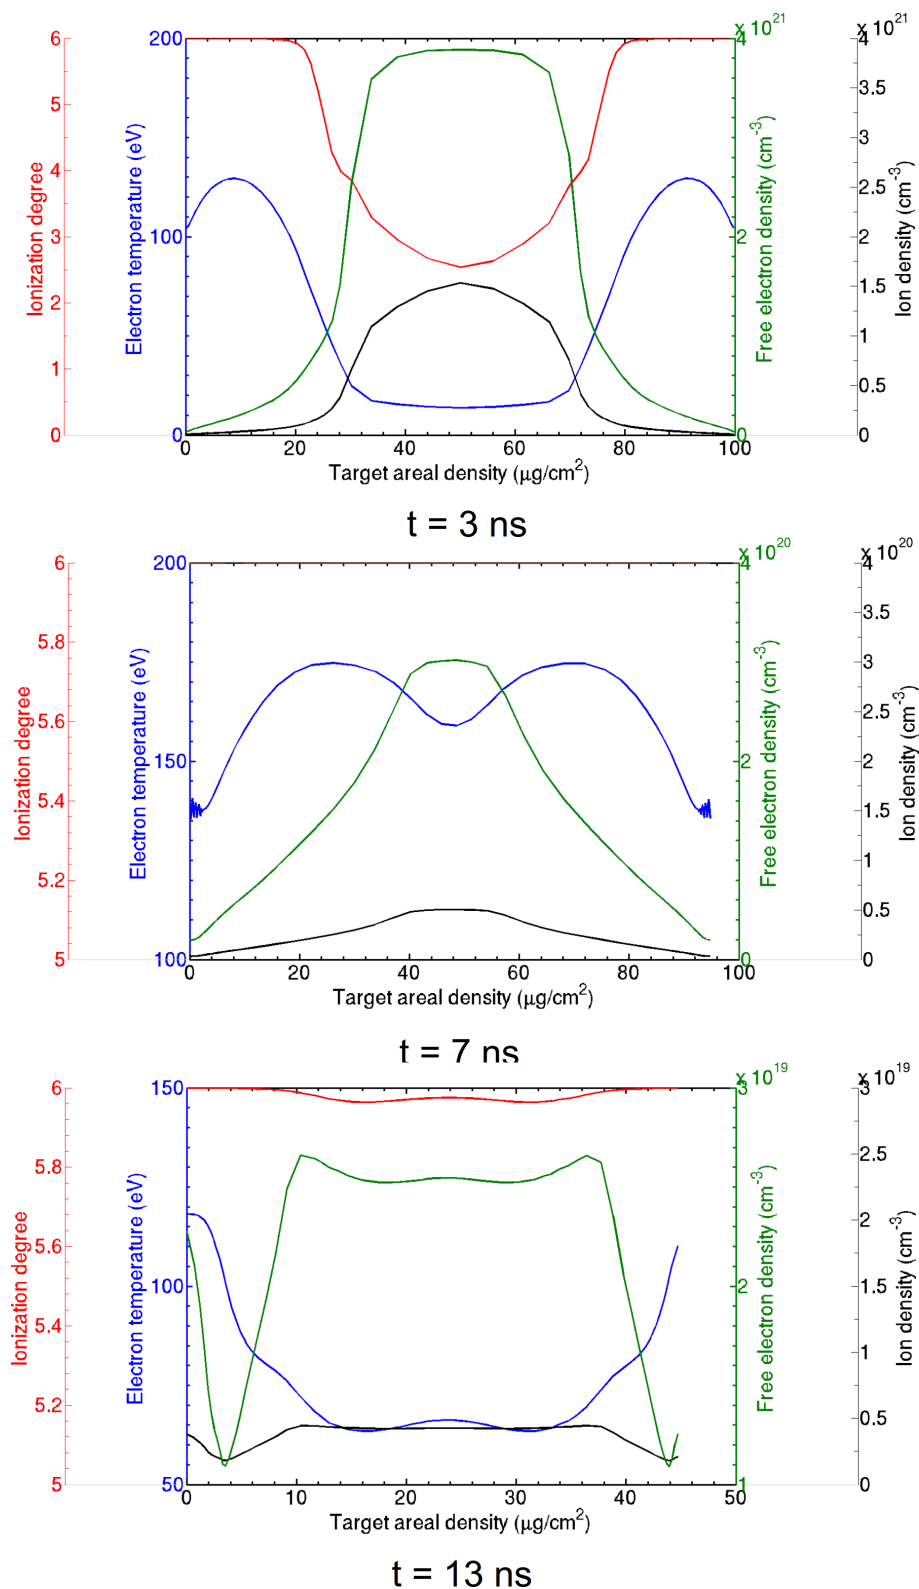 x 10^21 x 10^21
6 200 4 4
3.5
5 3
4 2.5
Ionization degree
Electron temperature (eV)
Free electron density (cm^-3)
Ion density (cm^-3)
3 100 2 2
2 1.5
1
1 0.5
0 0 0 0
0 20 40 60 80 100
Target areal density (μg/cm^2)
t = 3 ns
x 10^20 x 10^20
6 200 4 4
3.5
5.8 3
5.6 2.5
Ionization degree
Electron temperature (eV)
Free electron density (cm^-3)
Ion density (cm^-3)
150 2 2
5.4 1.5
5.2 1
0.5
5 100 0 0
0 20 40 60 80 100
Target areal density (μg/cm^2)
t = 7 ns
x 10^19 x 10^19
6 150 3 3
5.8 2.5
5.6 2
Ionization degree
Electron temperature (eV)
Free electron density (cm^-3)
Ion density (cm^-3)
100 2 1.5
5.4 1
5.2 0.5
5 50 1 0
0 10 20 30 40 50
Target areal density (μg/cm^2)
t = 13 ns